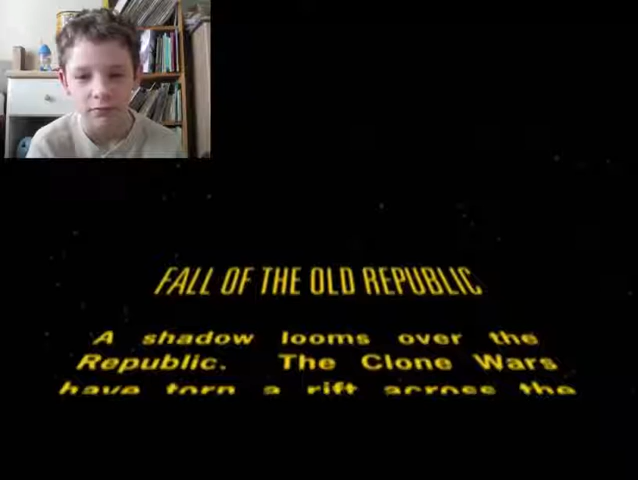 FALL OF THE OLD REPUBLIC
A shadow looms over the
Republic. The Clone Wars
have torn a rift across the